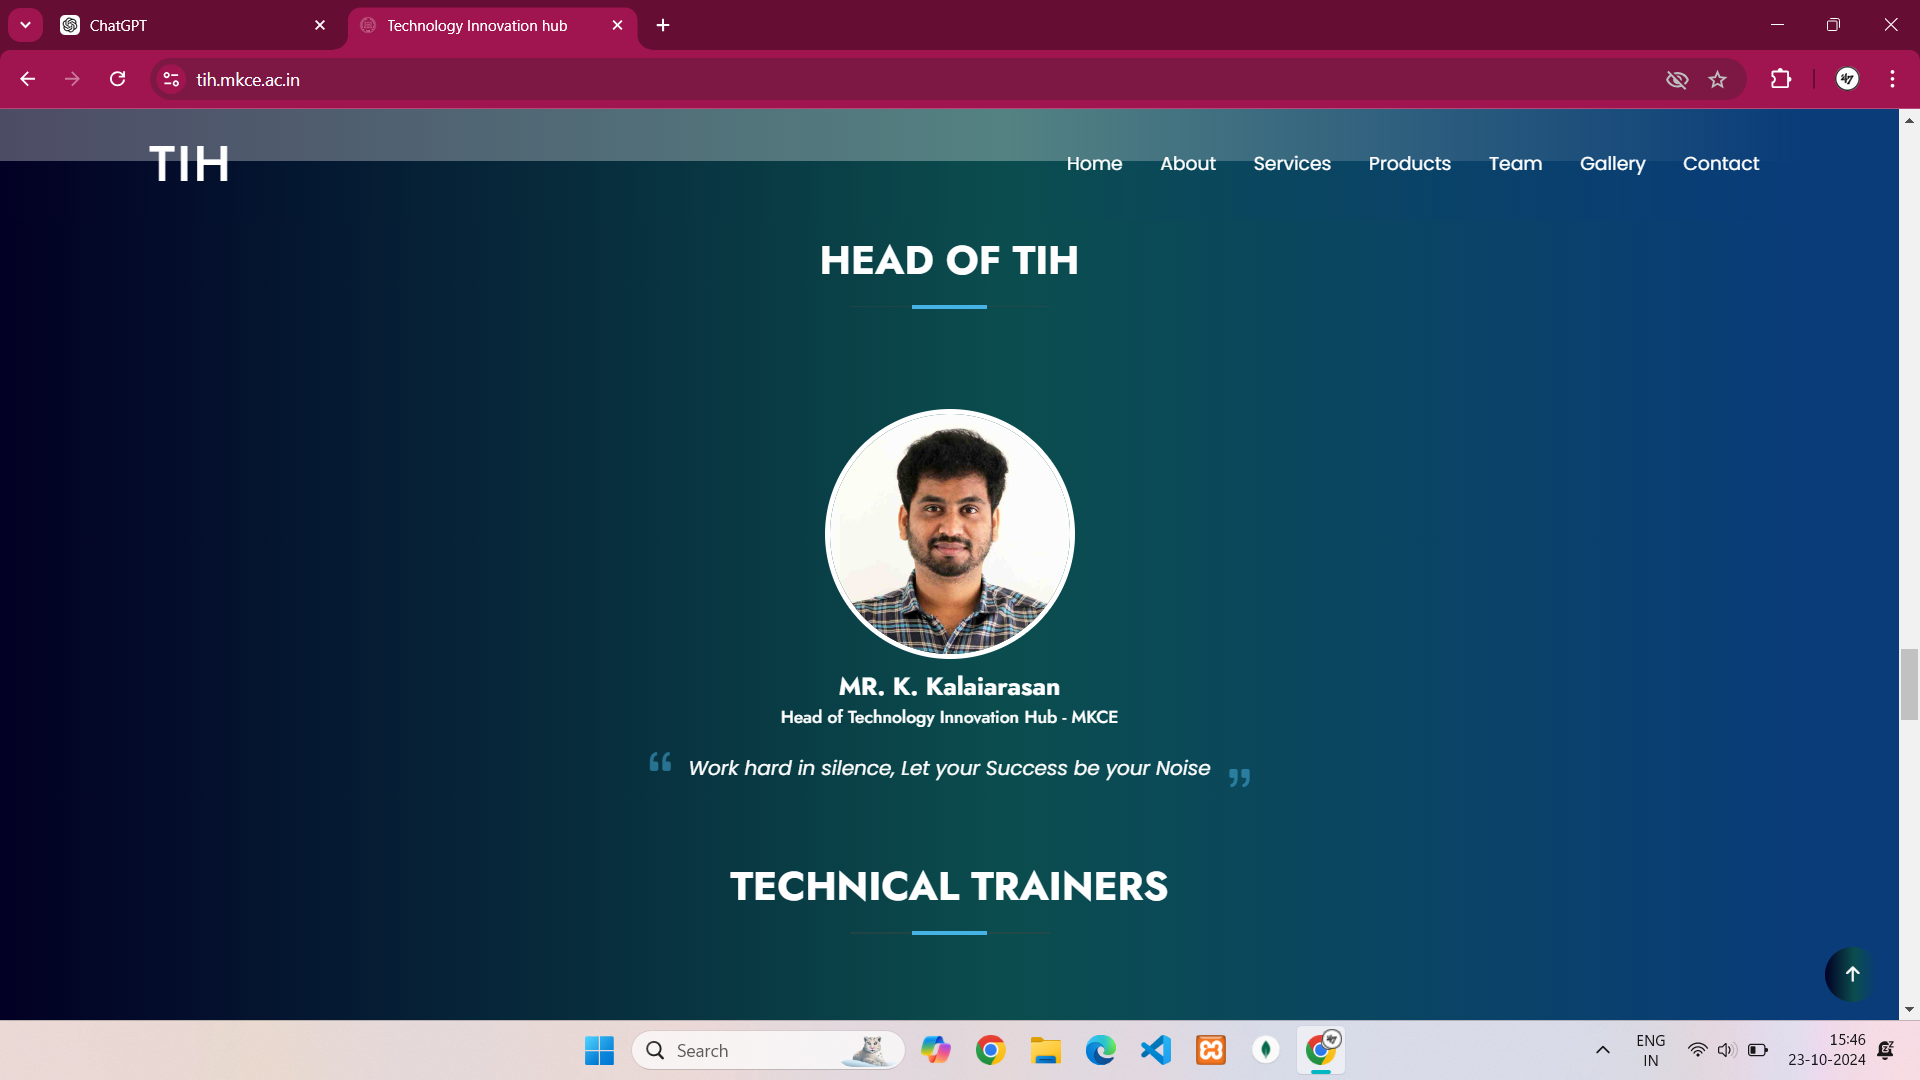 ChatGPT
Technology Innovation hub
tih.mkce.ac.in
TIH
Home About Services Products Team Gallery Contact
HEAD OF TIH
MR. K. Kalaiarasan
Head of Technology Innovation Hub - MKCE
“ Work hard in silence, Let your Success be your Noise ”
TECHNICAL TRAINERS
Search
ENG
IN
15:46
23-10-2024